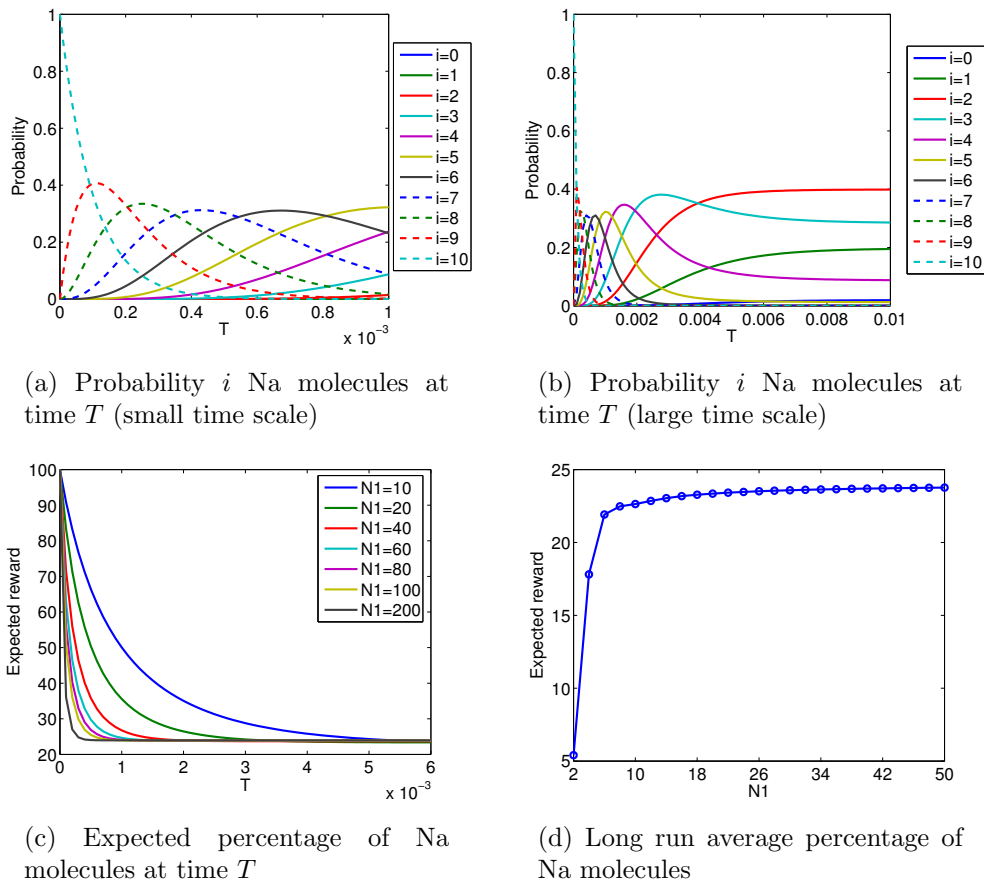 1
0.8
0.6
0.4
0.2
0
Probability
0 0.2 0.4 0.6 0.8 1
T
x 10⁻³
i=0
i=1
i=2
i=3
i=4
i=5
i=6
i=7
i=8
i=9
i=10
1
0.8
0.6
0.4
0.2
0
Probability
0 0.002 0.004 0.006 0.008 0.01
T
i=0
i=1
i=2
i=3
i=4
i=5
i=6
i=7
i=8
i=9
i=10
(a) Probability i Na molecules at
time T (small time scale)
(b) Probability i Na molecules at
time T (large time scale)
100
90
80
70
60
50
40
30
20
Expected reward
0 1 2 3 4 5 6
T
x 10⁻³
N1=10
N1=20
N1=40
N1=60
N1=80
N1=100
N1=200
25
20
15
10
5
Expected reward
2 10 18 26 34 42 50
N1
(c) Expected percentage of Na
molecules at time T
(d) Long run average percentage of
Na molecules